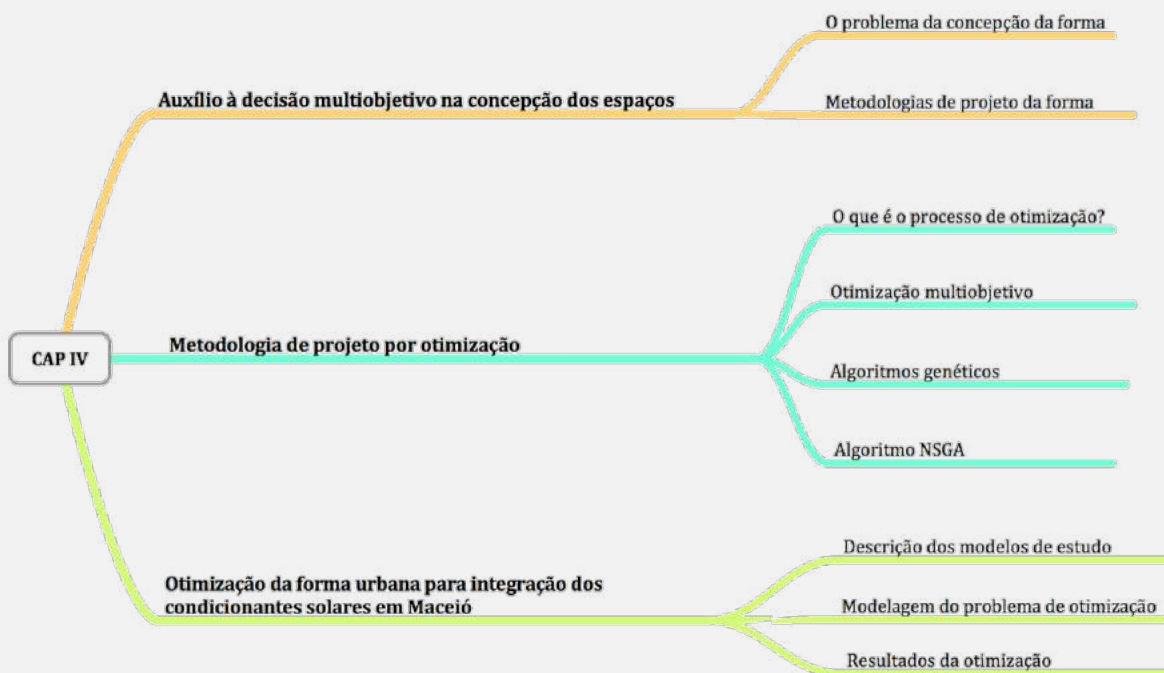 O problema da concepção da forma
Auxílio à decisão multiobjetivo na concepção dos espaços
Metodologias de projeto da forma
O que é o processo de otimização?
Otimização multiobjetivo
CAP IV
Metodologia de projeto por otimização
Algoritmos genéticos
Algoritmo NSGA
Descrição dos modelos de estudo
Otimização da forma urbana para integração dos
condicionantes solares em Maceió
Modelagem do problema de otimização
Resultados da otimização